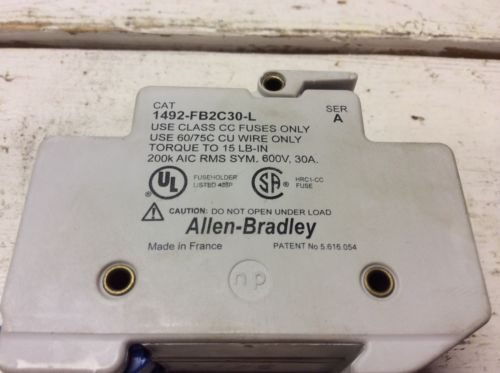 CAT
1492-FB2C30-L
SER
A
USE CLASS CC FUSES ONLY
USE 60/75C CU WIRE ONLY
TORQUE TO 15 LB-IN
200k AIC RMS SYM. 600V, 30A.
UL
FUSEHOLDER
LISTED
SA
HRC1-CC
FUSE
CAUTION: DO NOT OPEN UNDER LOAD
Allen-Bradley
Made in France
PATENT No 5.616.054
np